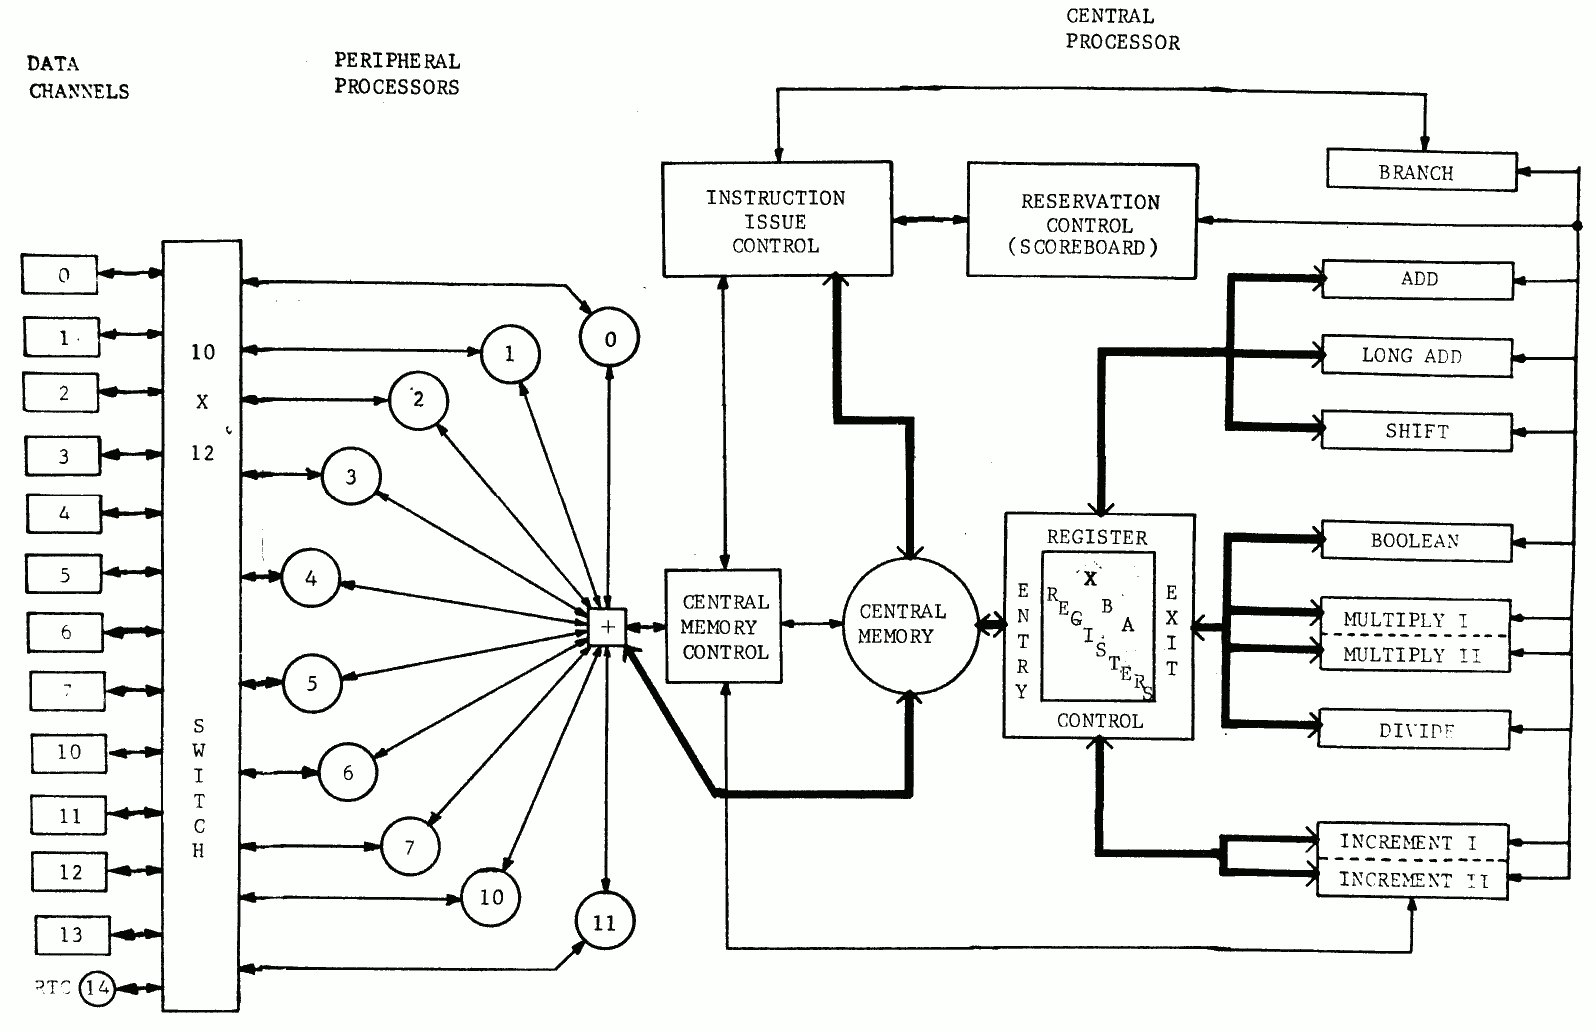 CENTRAL
PROCESSOR
DATA
CHANNELS
PERIPHERAL
PROCESSORS
0
1
2
3
4
5
6
7
10
11
12
13
RTC 14
10
X
12
SWITCH
0
1
2
3
4
5
6
7
10
11
+
INSTRUCTION
ISSUE
CONTROL
RESERVATION
CONTROL
(SCOREBOARD)
CENTRAL
MEMORY
CONTROL
CENTRAL
MEMORY
REGISTER
ENTRY
X
B
A
REGISTERS
EXIT
CONTROL
BRANCH
ADD
LONG ADD
SHIFT
BOOLEAN
MULTIPLY I
MULTIPLY II
DIVIDE
INCREMENT I
INCREMENT II